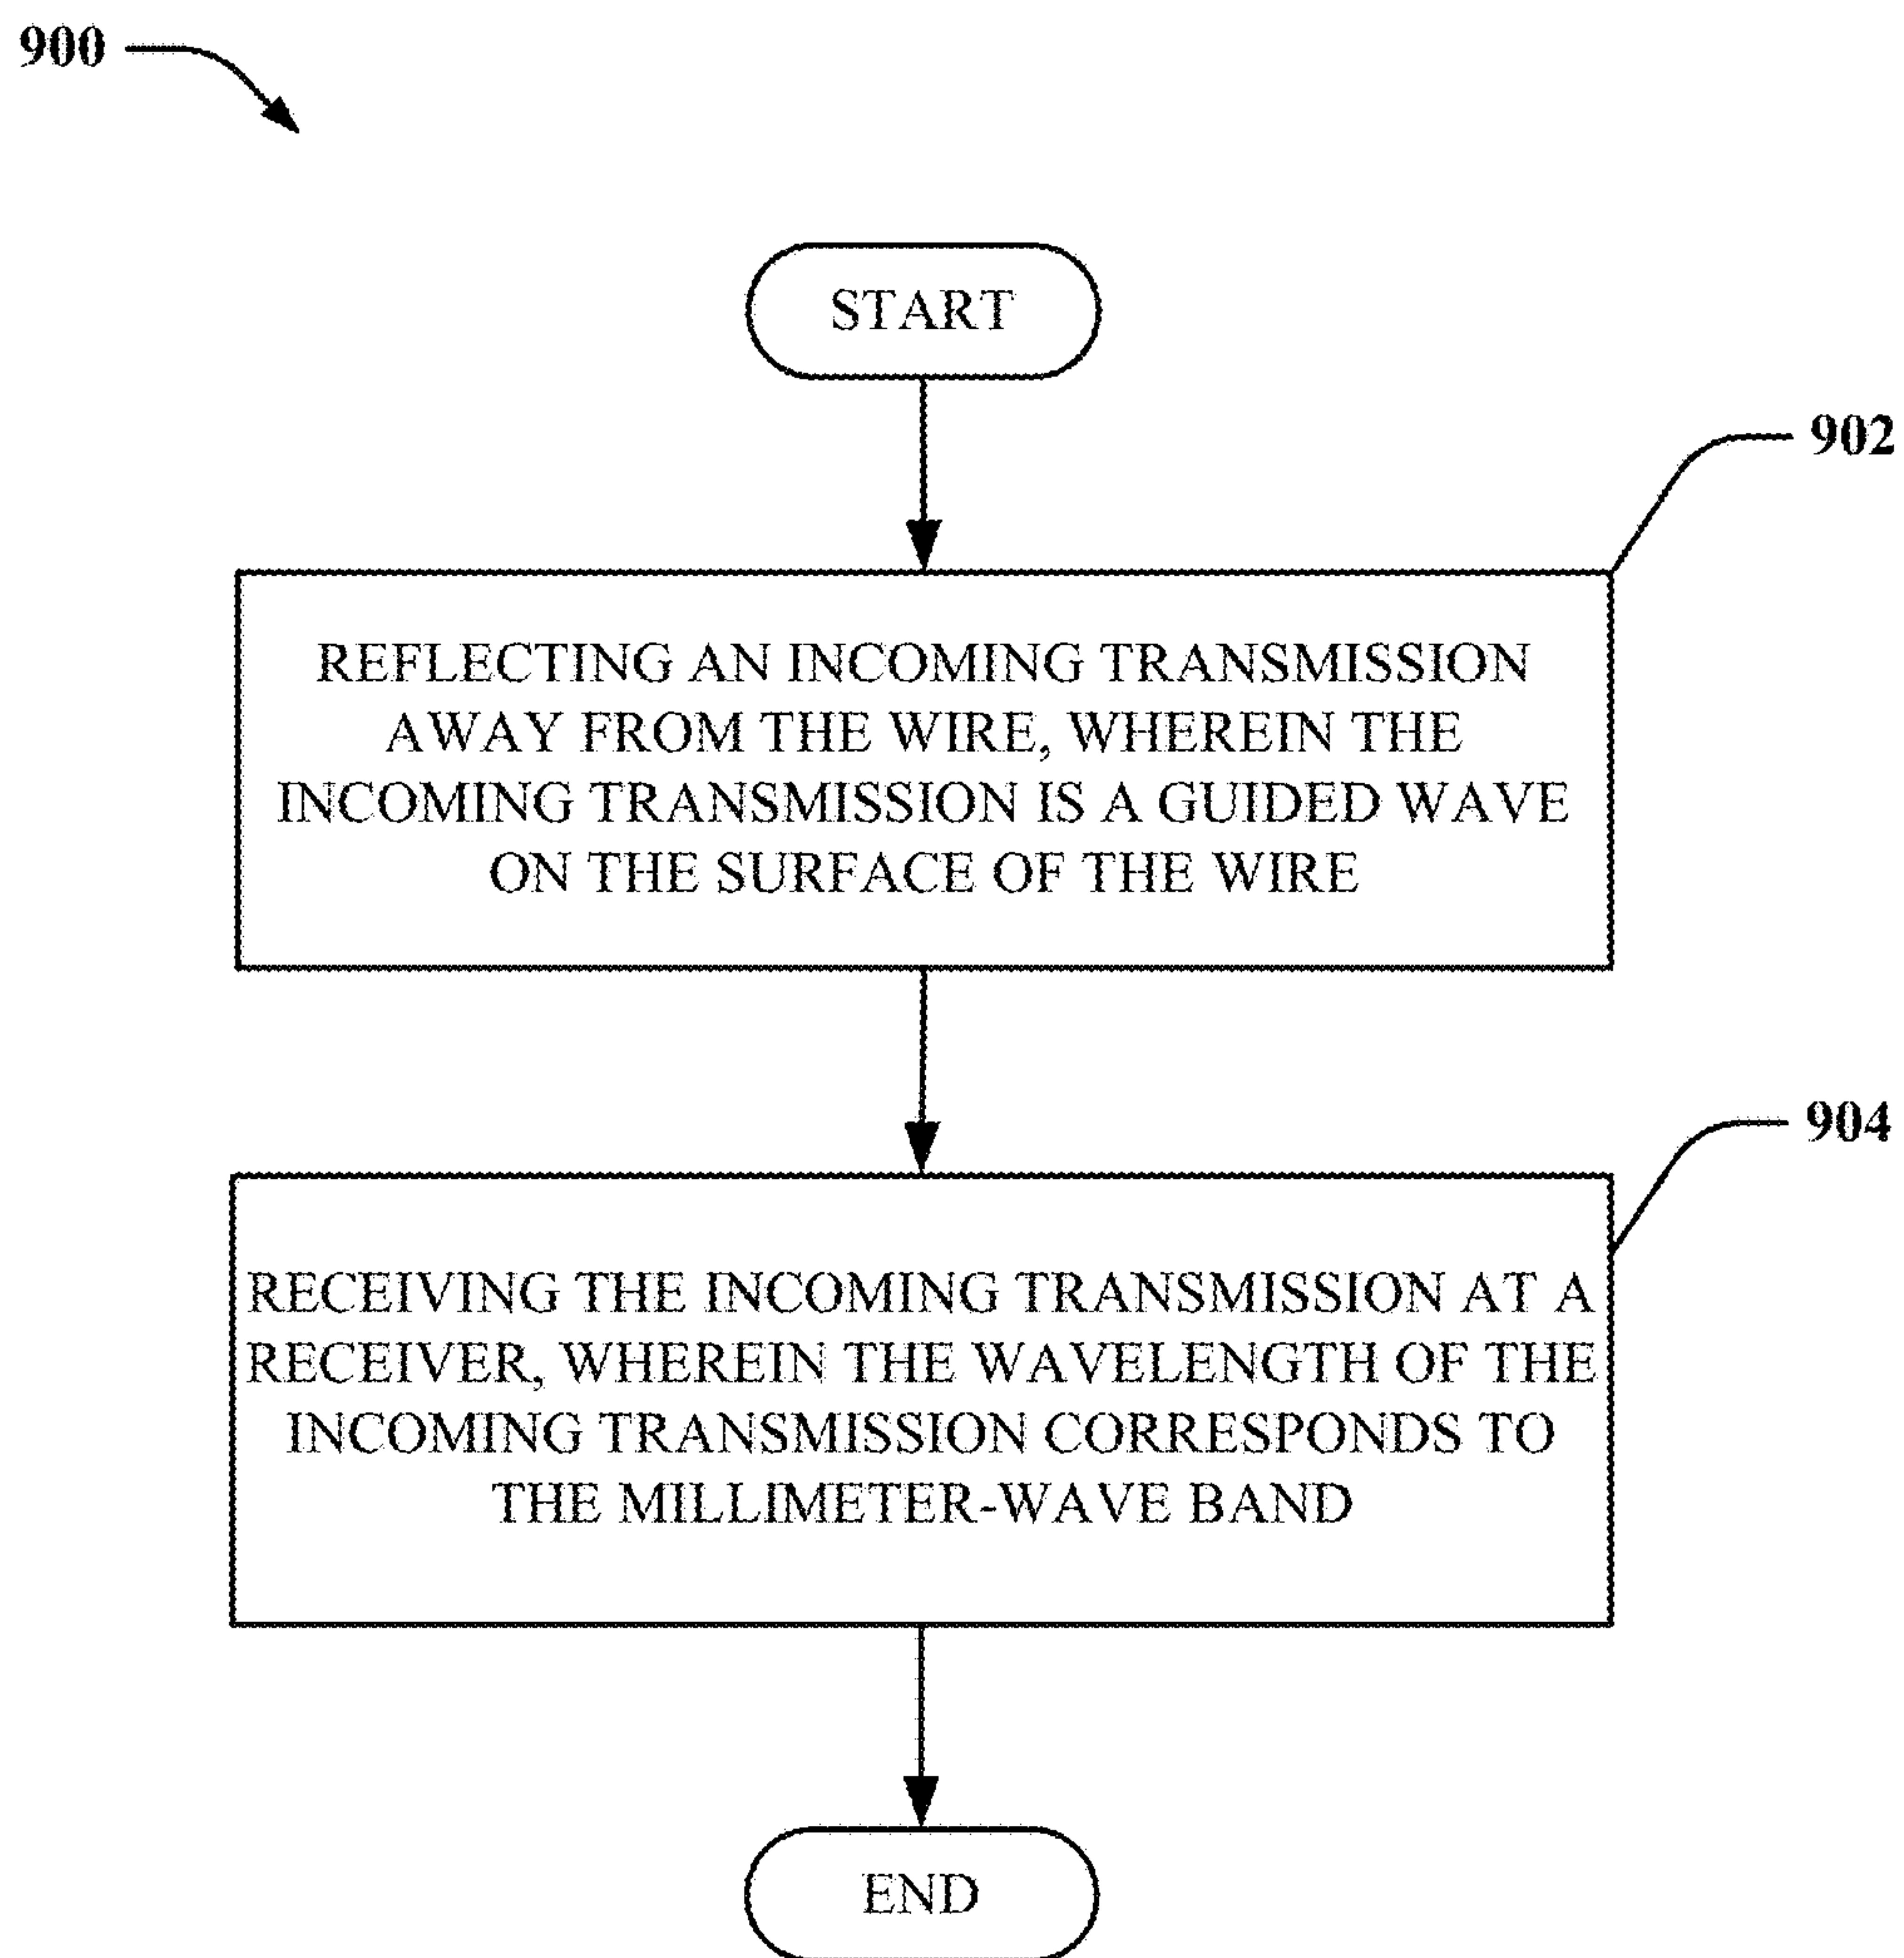 900
START
902
REFLECTING AN INCOMING TRANSMISSION
AWAY FROM THE WIRE, WHEREIN THE
INCOMING TRANSMISSION IS A GUIDED WAVE
ON THE SURFACE OF THE WIRE
904
RECEIVING THE INCOMING TRANSMISSION AT A
RECEIVER, WHEREIN THE WAVELENGTH OF THE
INCOMING TRANSMISSION CORRESPONDS TO
THE MILLIMETER-WAVE BAND
END